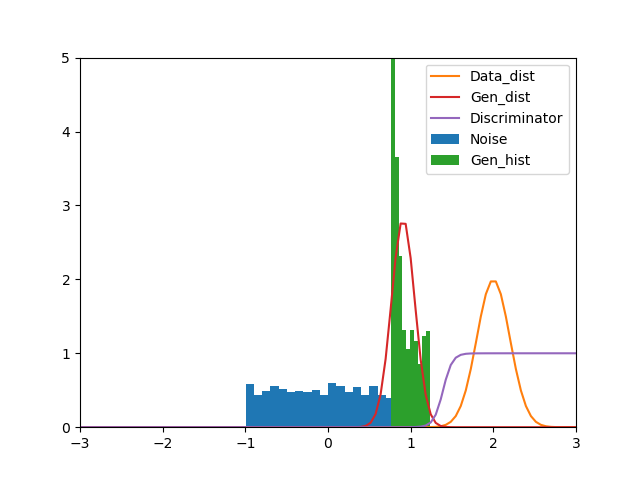 5
4
3
2
1
0
−3
−2
−1
0
1
2
3
Data_dist
Gen_dist
Discriminator
Noise
Gen_hist